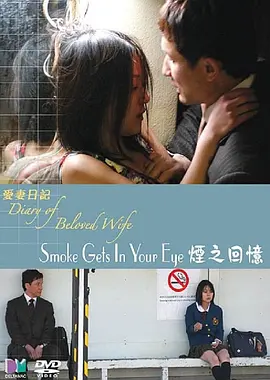 愛妻日記
Diary of
Beloved Wife
Smoke Gets In Your Eye 煙之回憶
DELTAMAC
DVD
VIDEO